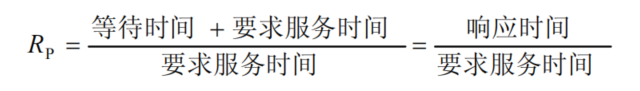 R_P = (等待时间 + 要求服务时间) / 要求服务时间 = 响应时间 / 要求服务时间